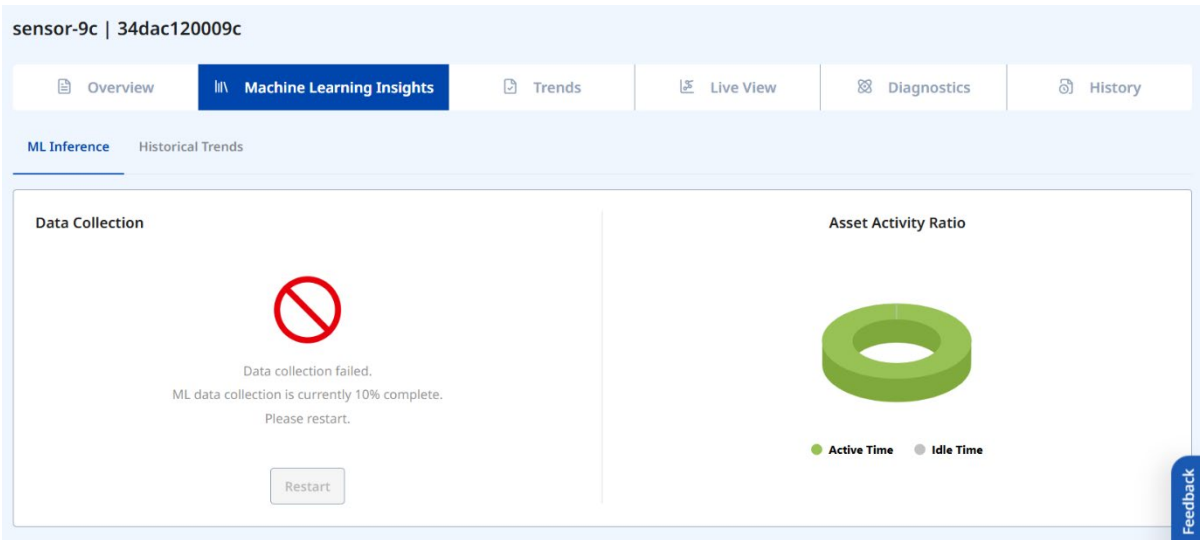 sensor-9c | 34dac120009c
Overview
Machine Learning Insights
Trends
Live View
Diagnostics
History
ML Inference
Historical Trends
Data Collection
Data collection failed.
ML data collection is currently 10% complete.
Please restart.
Restart
Asset Activity Ratio
Active Time
Idle Time
Feedback